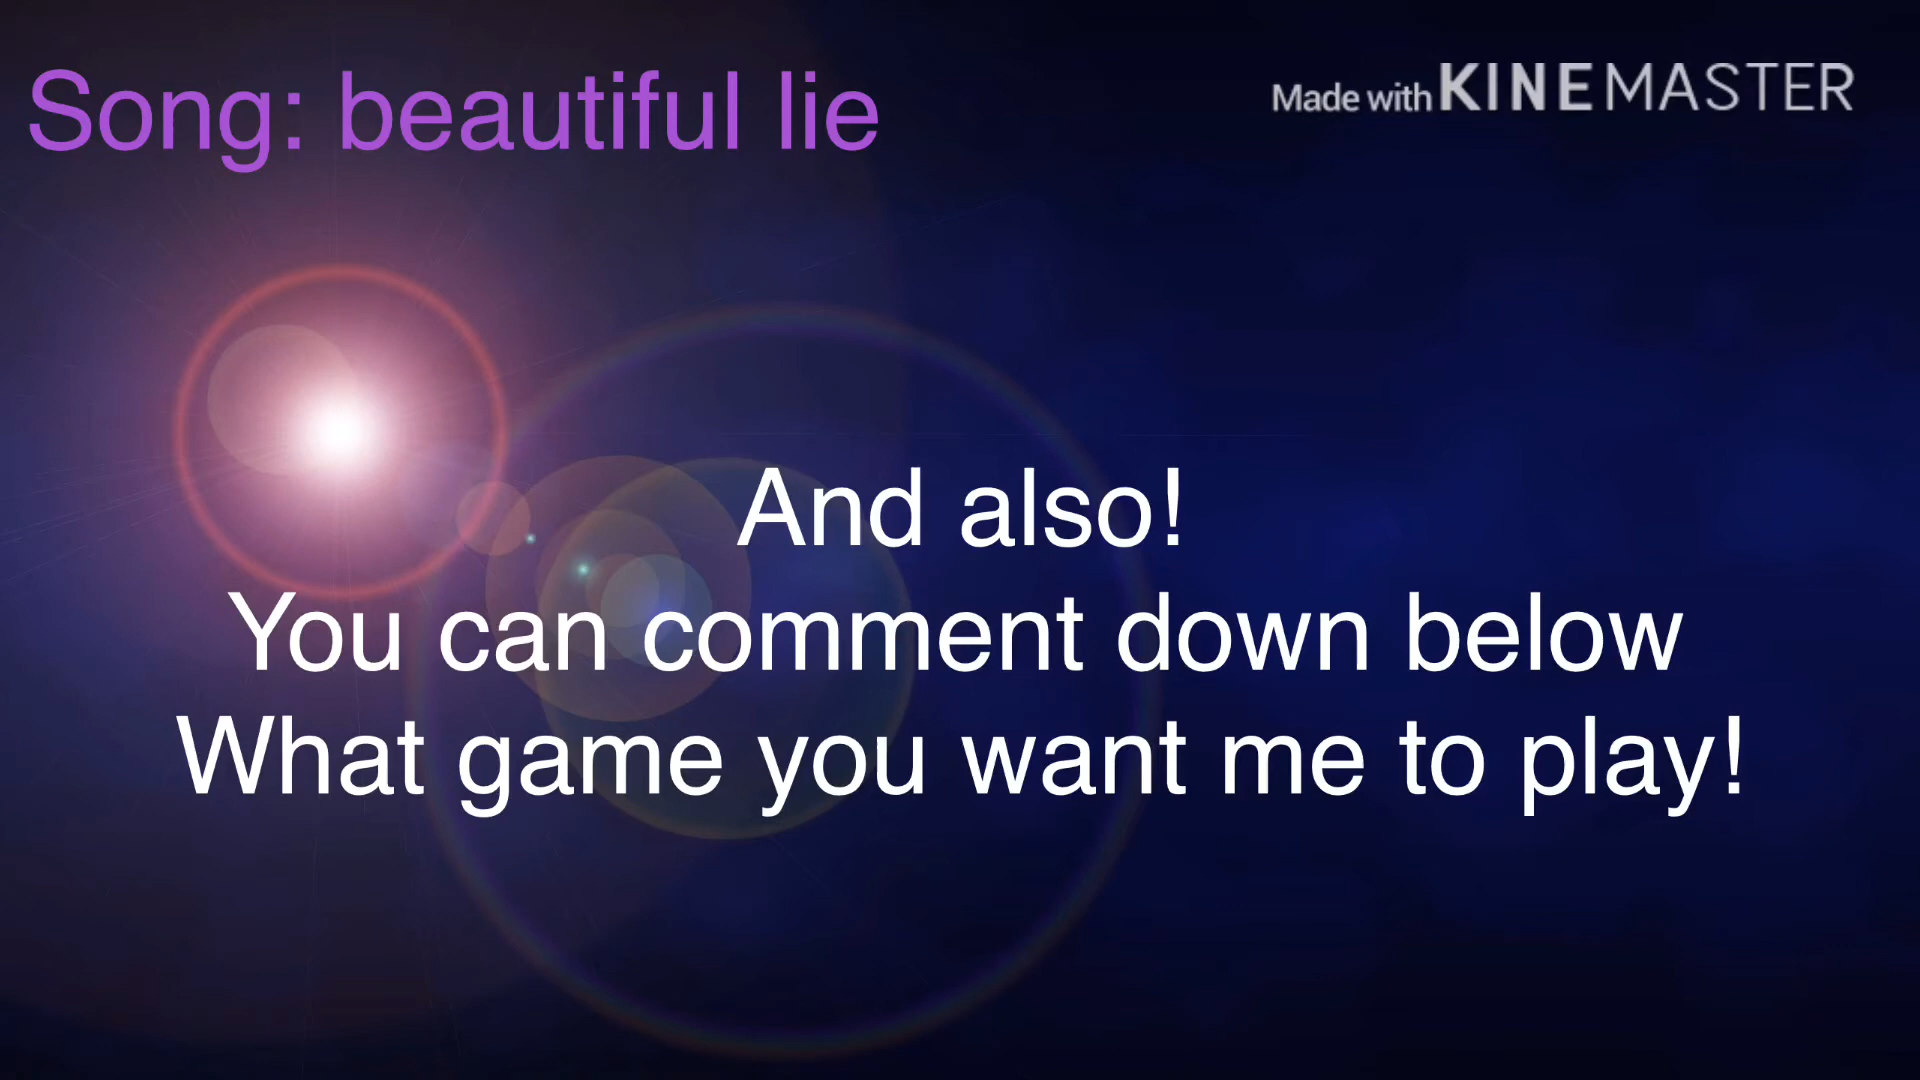 Song: beautiful lie
Made with KINEMASTER
And also!
You can comment down below
What game you want me to play!